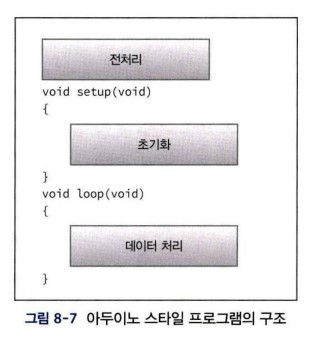 전처리
void setup(void)
{
초기화
}
void loop(void)
{
데이터 처리
}
그림 8-7 아두이노 스타일 프로그램의 구조